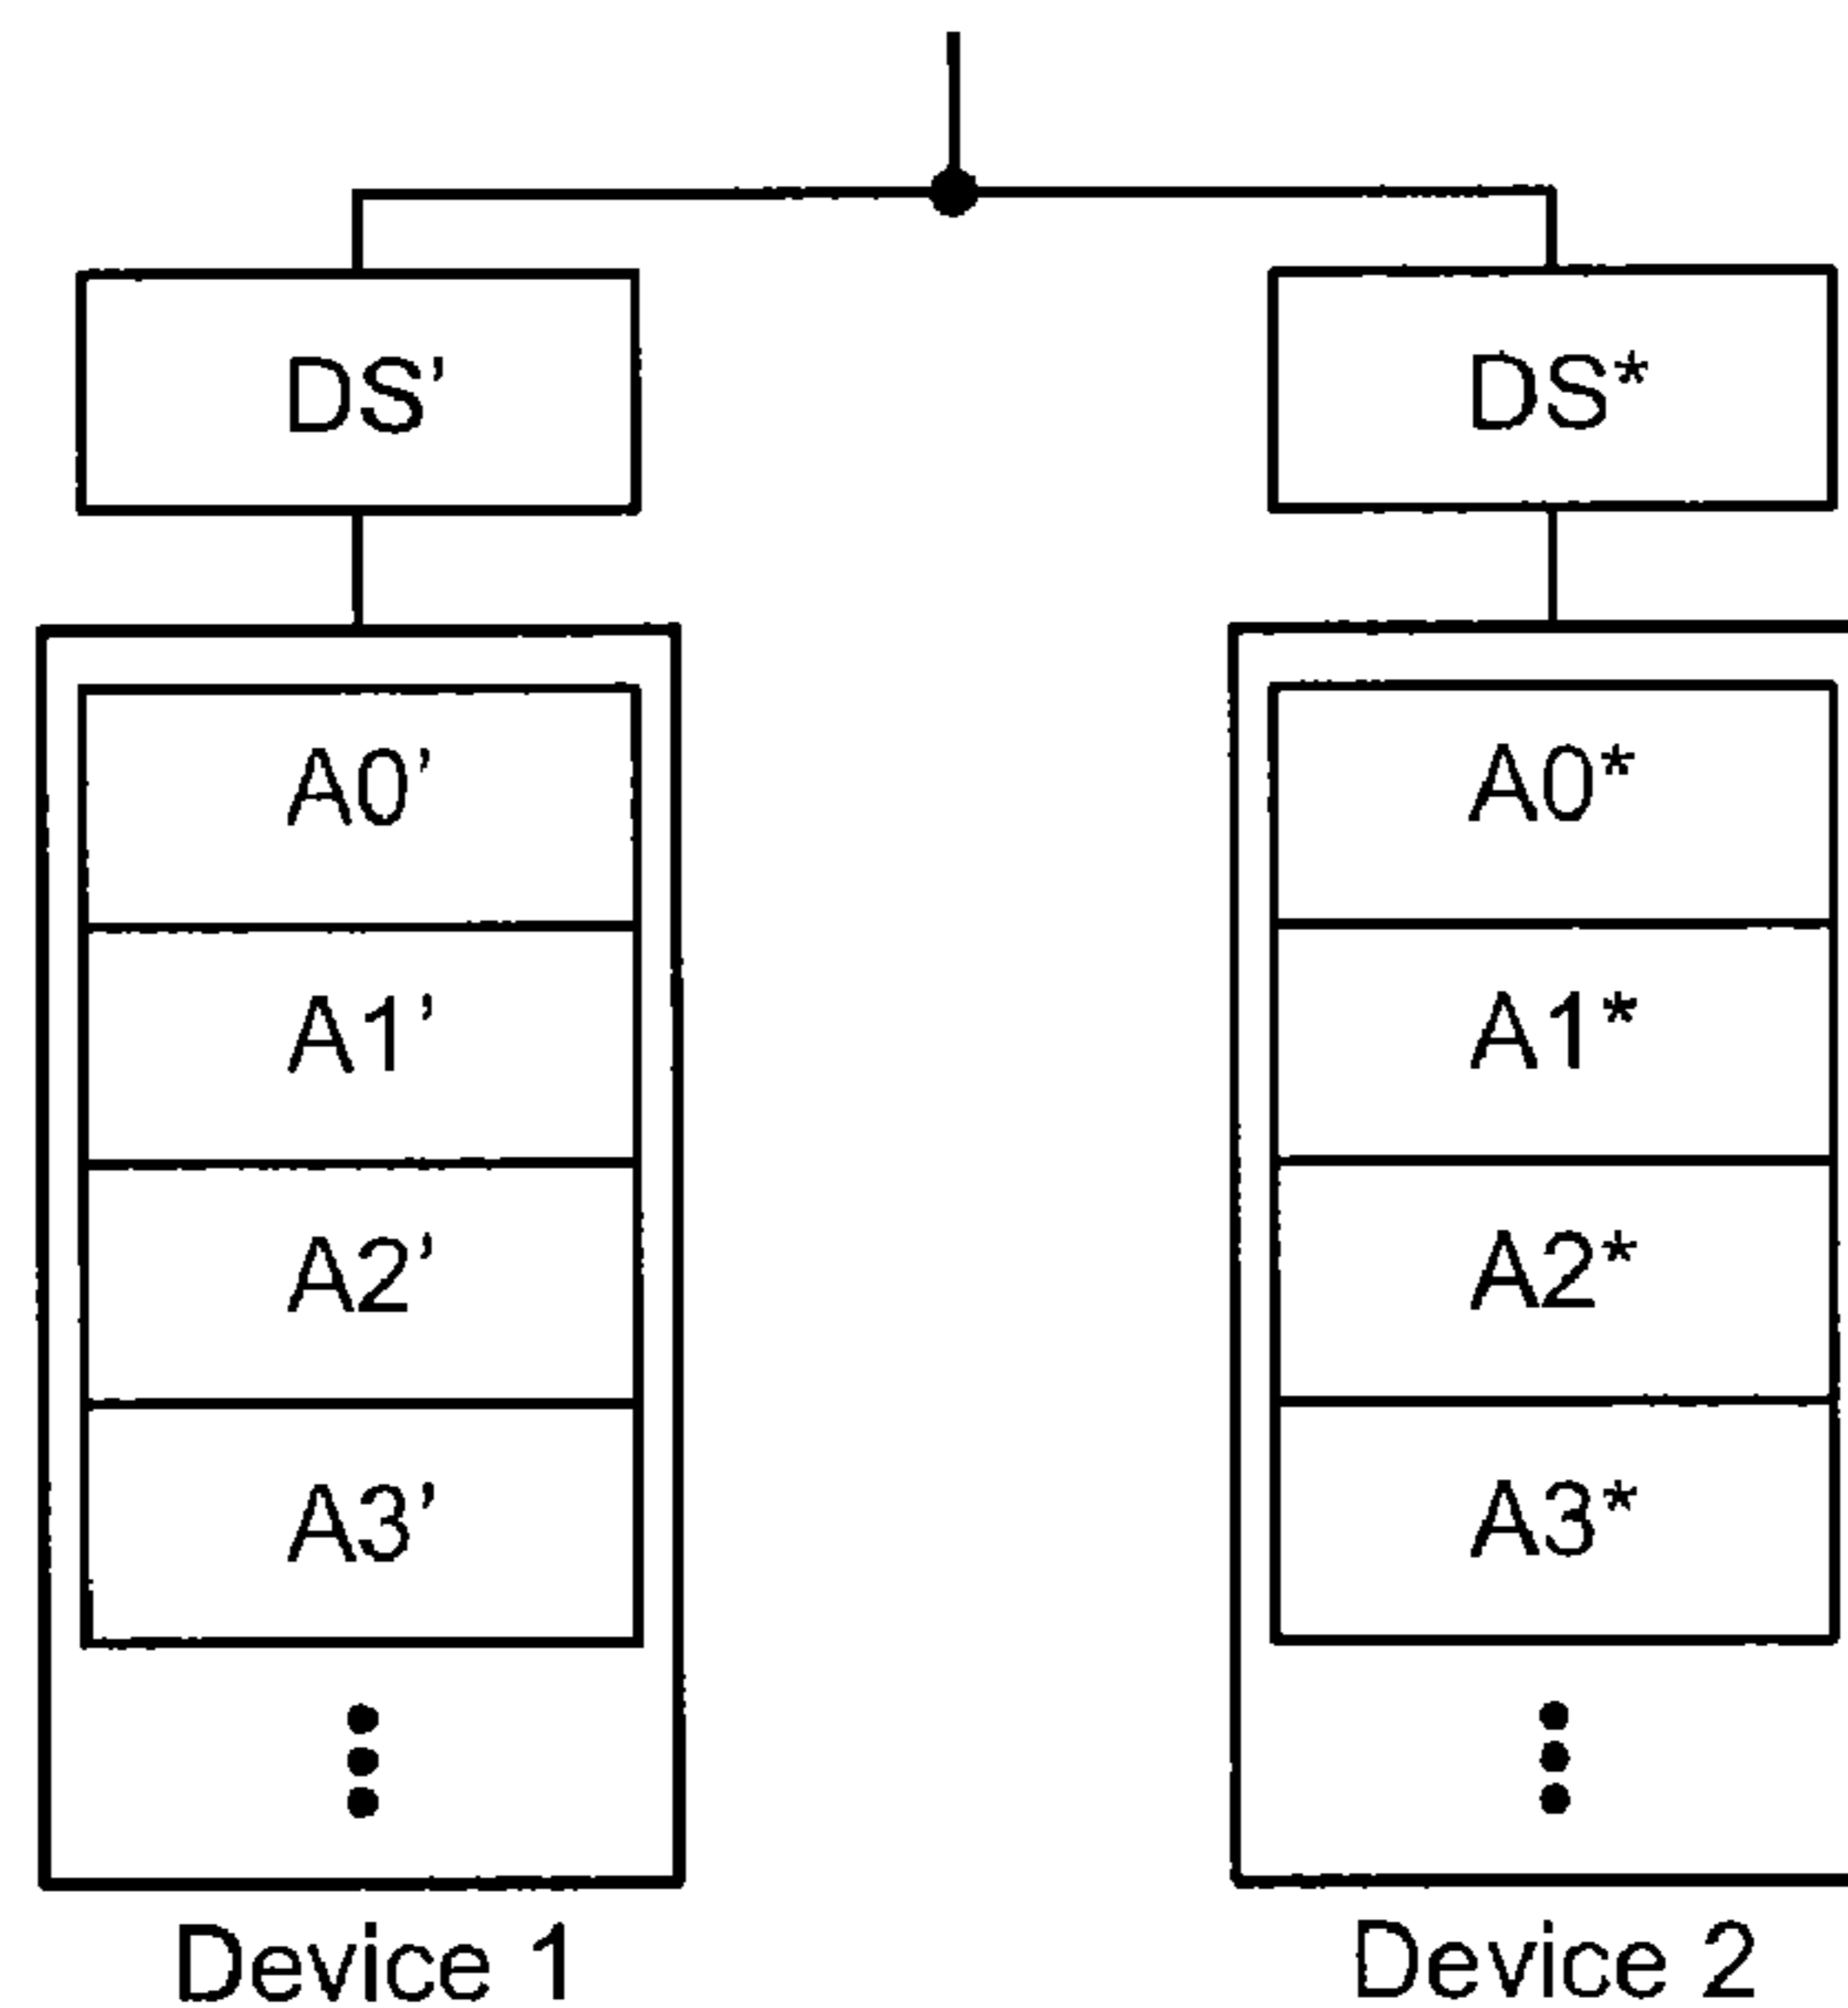 DS’
DS*
A0’
A1’
A2’
A3’
A0*
A1*
A2*
A3*
Device 1
Device 2